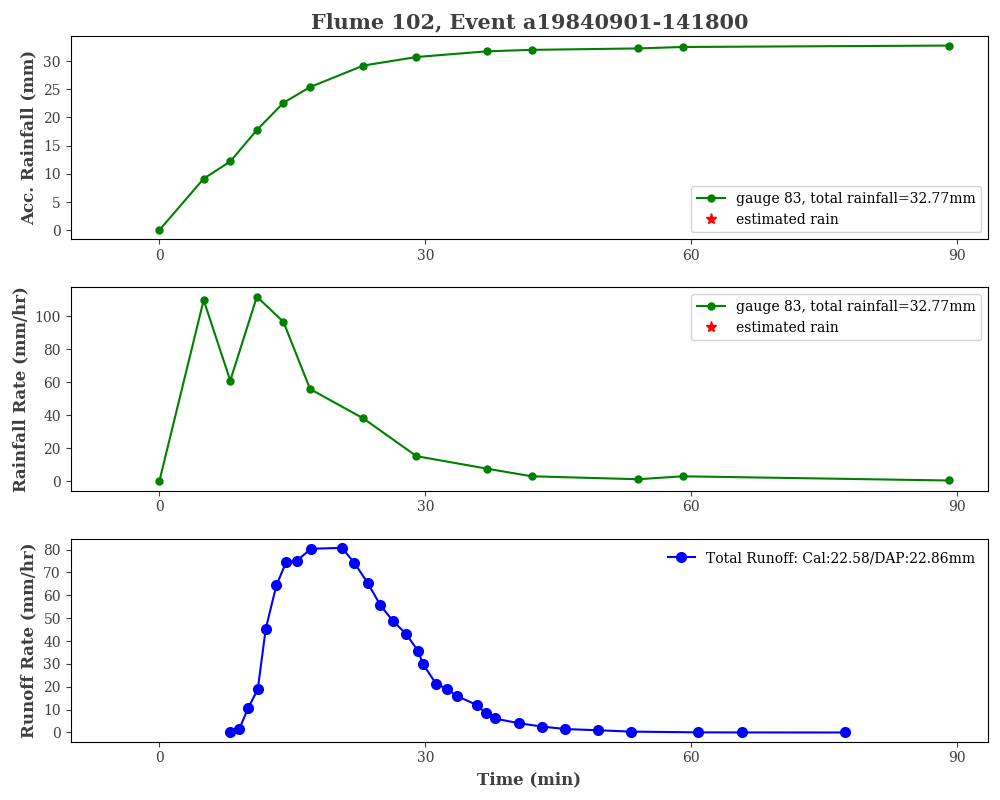 Flume 102, Event a19840901-141800
Acc. Rainfall (mm)
30
25
20
15
10
5
0
gauge 83, total rainfall=32.77mm
estimated rain
0 30 60 90
Rainfall Rate (mm/hr)
100
80
60
40
20
0
gauge 83, total rainfall=32.77mm
estimated rain
0 30 60 90
Runoff Rate (mm/hr)
80
70
60
50
40
30
20
10
0
Total Runoff: Cal:22.58/DAP:22.86mm
0 30 60 90
Time (min)